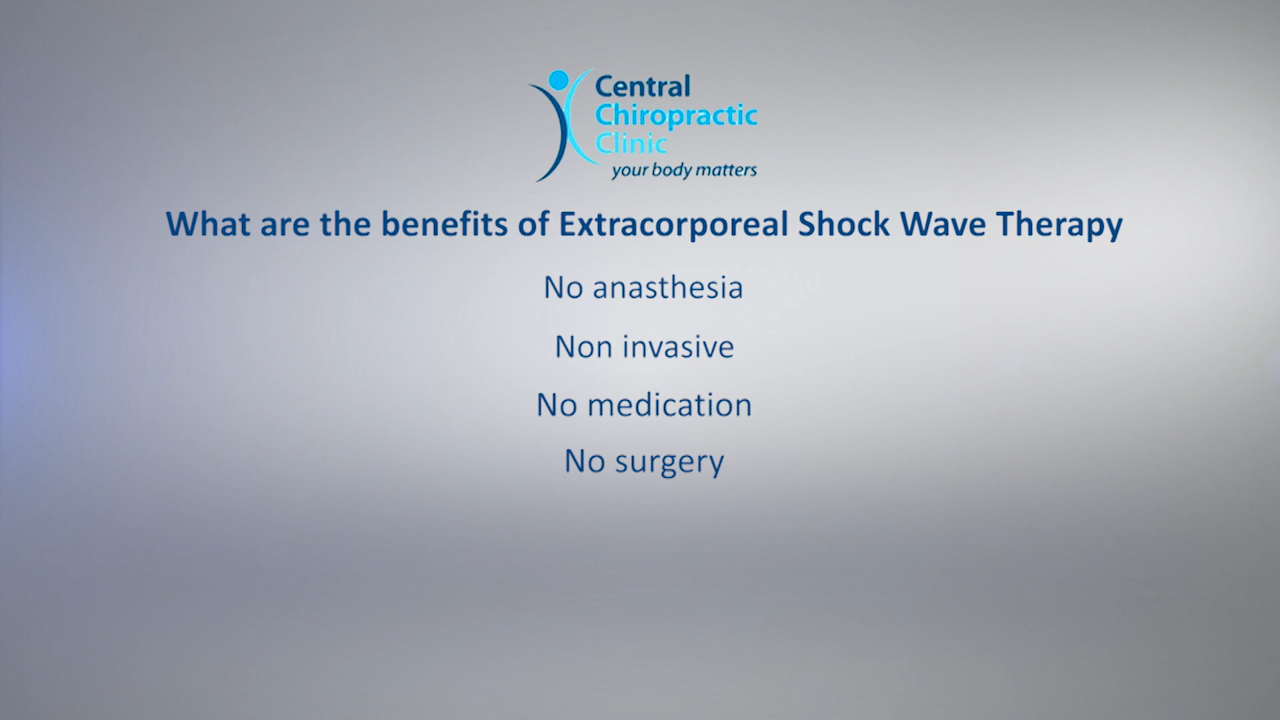 Central
Chiropractic
Clinic
your body matters
What are the benefits of Extracorporeal Shock Wave Therapy
No anasthesia
Non invasive
No medication
No surgery